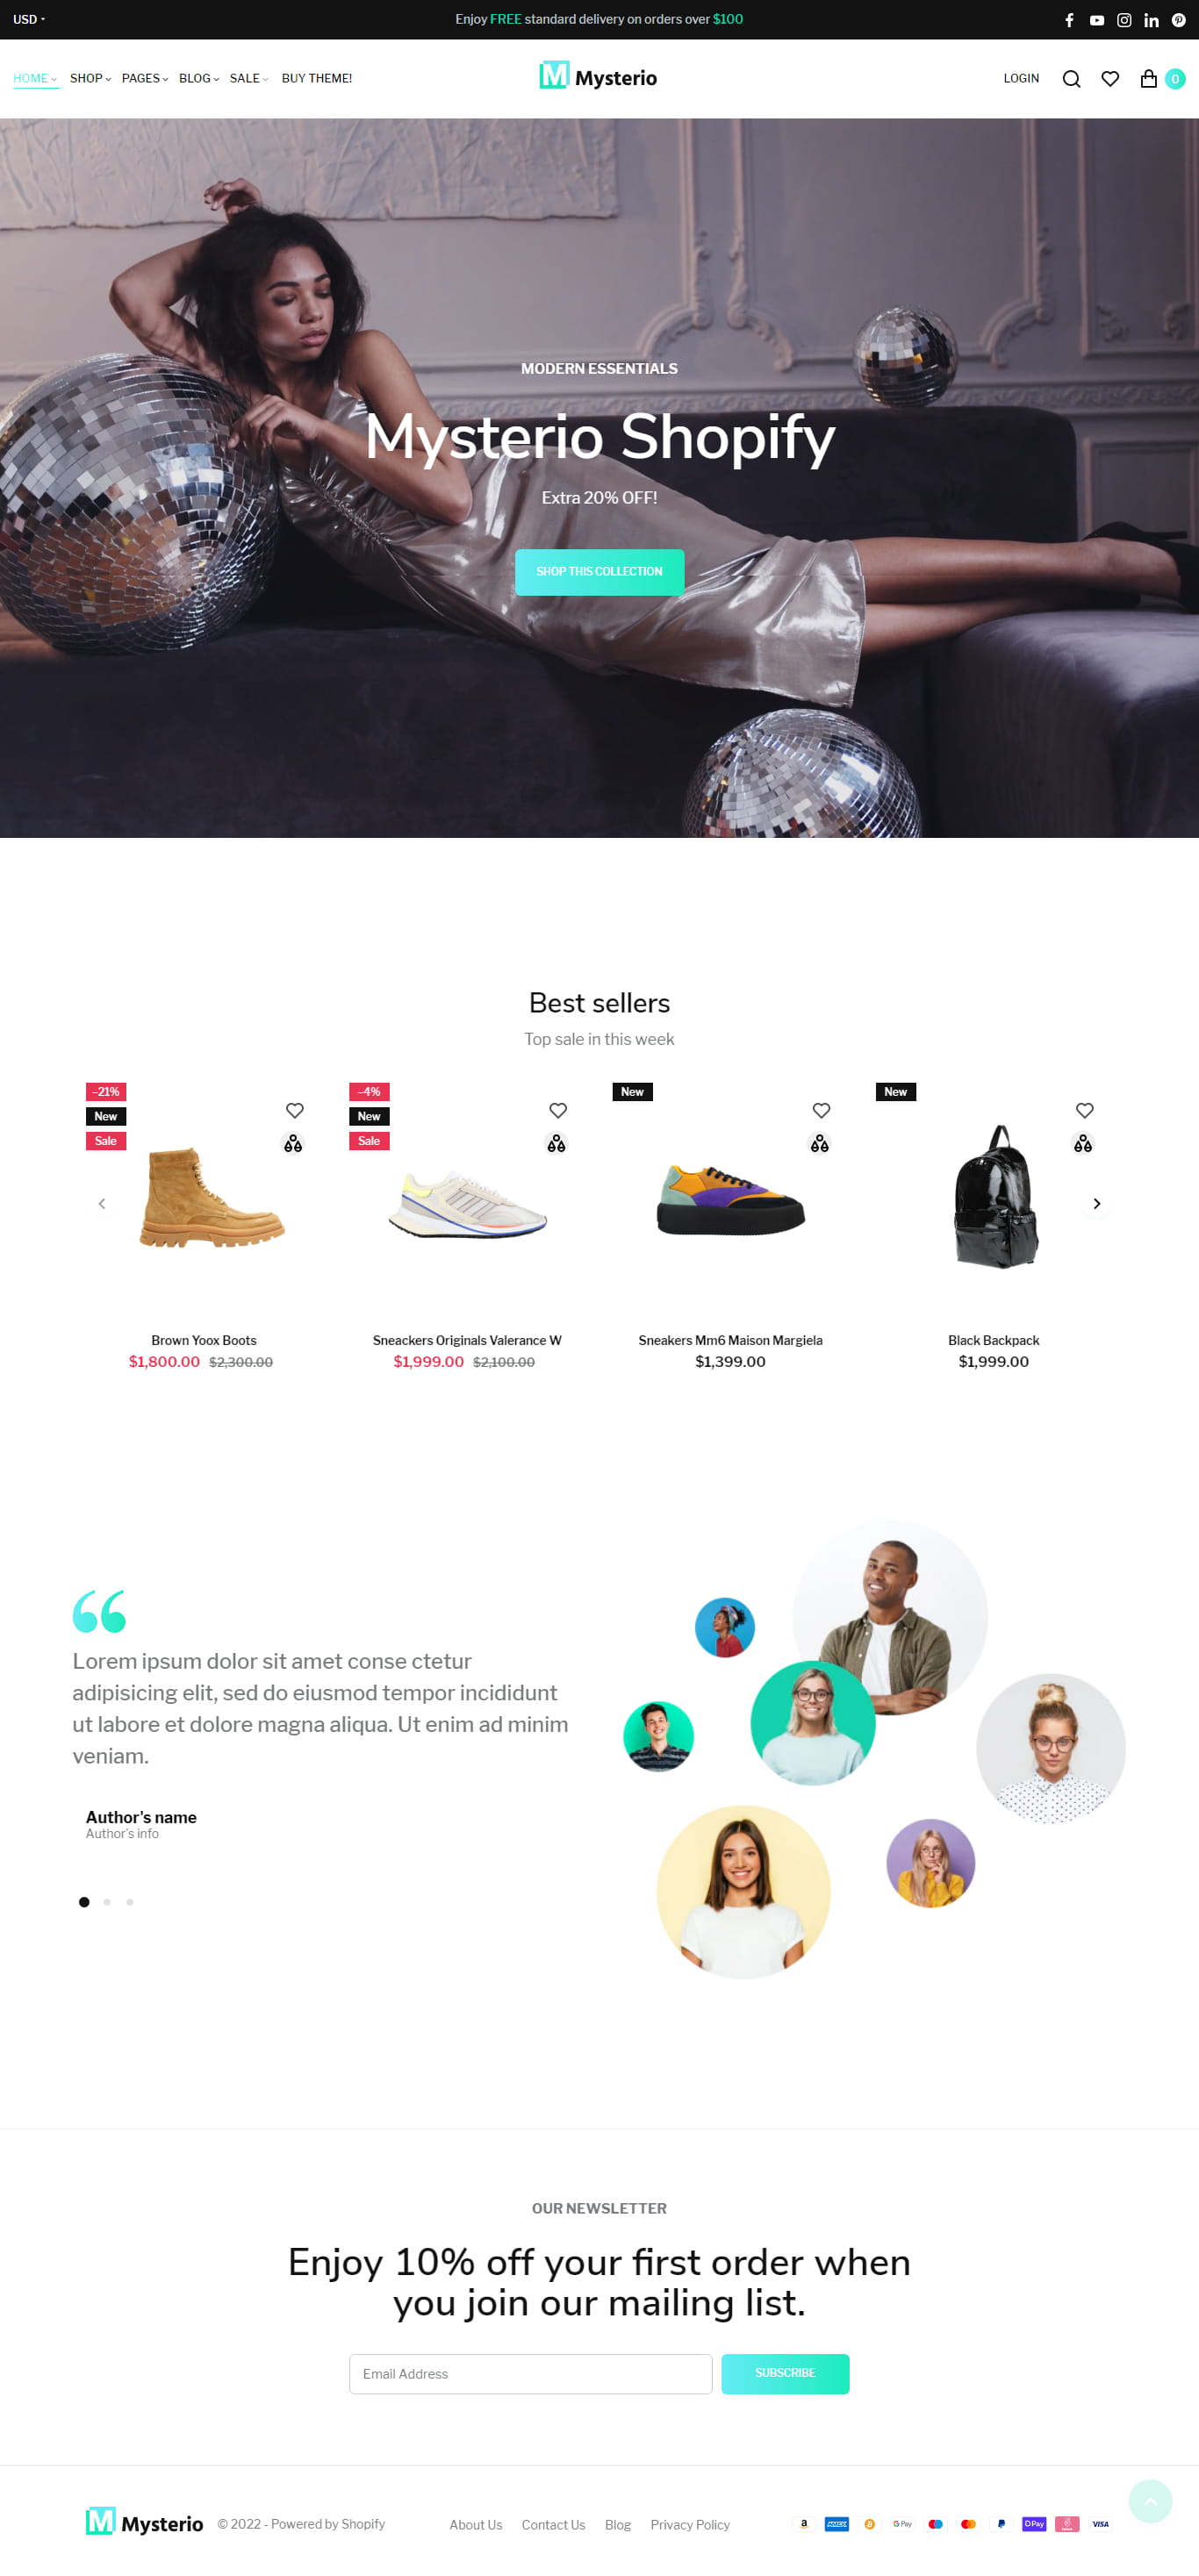 USD
Enjoy FREE standard delivery on orders over $100
HOME SHOP PAGES BLOG SALE BUY THEME!
M Mysterio
LOGIN
0
MODERN ESSENTIALS
Mysterio Shopify
Extra 20% OFF!
SHOP THIS COLLECTION
Best sellers
Top sale in this week
–21%
New
Sale
–4%
New
Sale
New
New
Brown Yoox Boots
$1,800.00 $2,300.00
Sneackers Originals Valerance W
$1,999.00 $2,100.00
Sneakers Mm6 Maison Margiela
$1,399.00
Black Backpack
$1,999.00
Lorem ipsum dolor sit amet conse ctetur
adipisicing elit, sed do eiusmod tempor incididunt
ut labore et dolore magna aliqua. Ut enim ad minim
veniam.
Author's name
Author's info
OUR NEWSLETTER
Enjoy 10% off your first order when
you join our mailing list.
Email Address
SUBSCRIBE
M Mysterio
© 2022 - Powered by Shopify
About Us Contact Us Blog Privacy Policy
AMEX G Pay OPay VISA